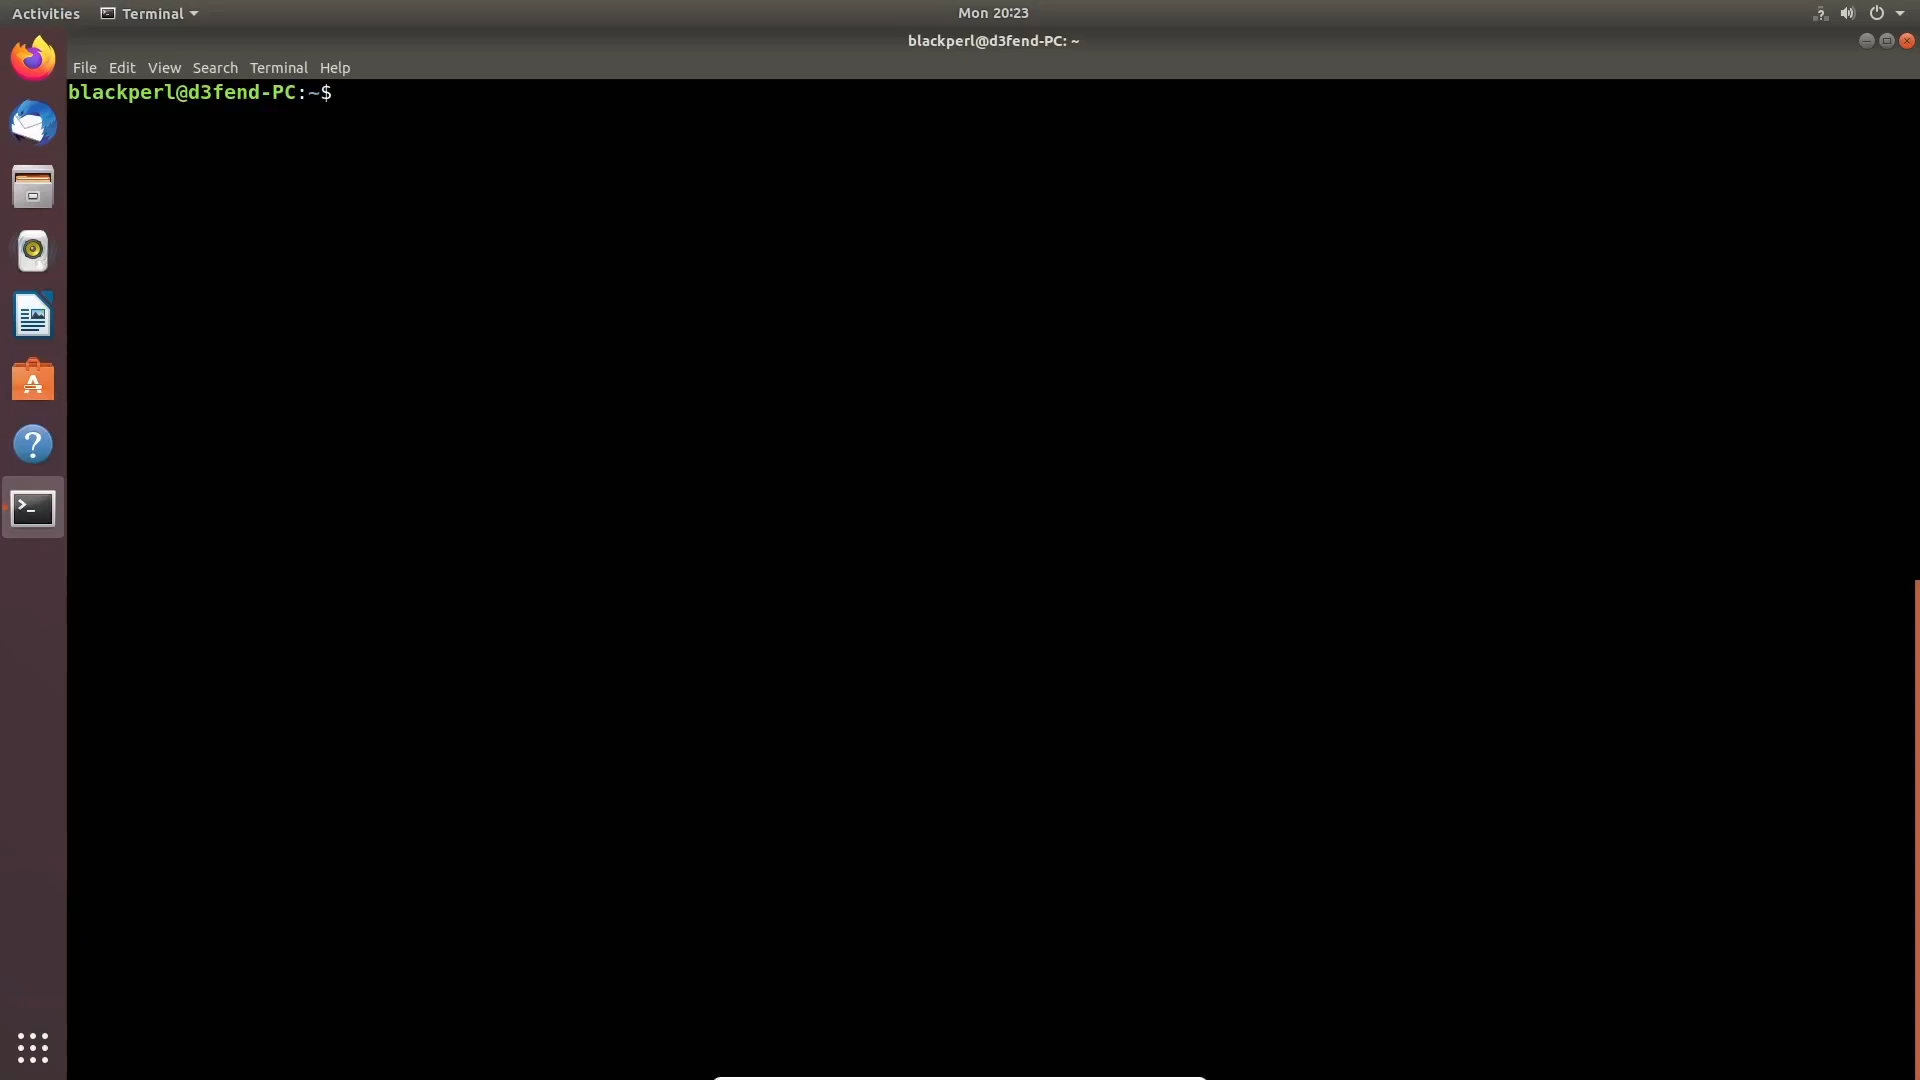 Activities Terminal Mon 20:23
blackperl@d3fend-PC: ~
File Edit View Search Terminal Help
blackperl@d3fend-PC:~$